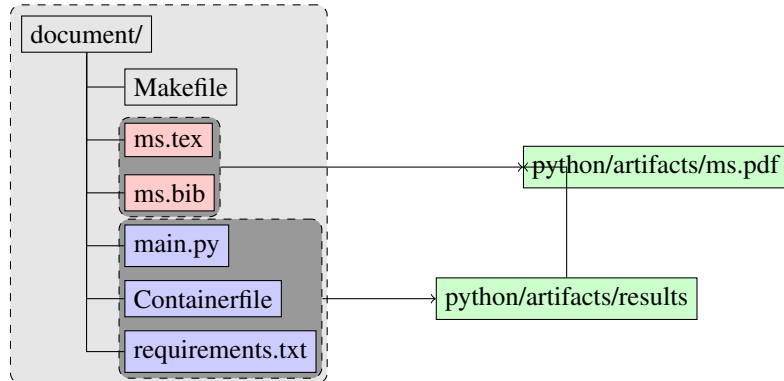 document/
Makefile
ms.tex
python/artifacts/ms.pdf
ms.bib
main.py
Containerfile
python/artifacts/results
requirements.txt